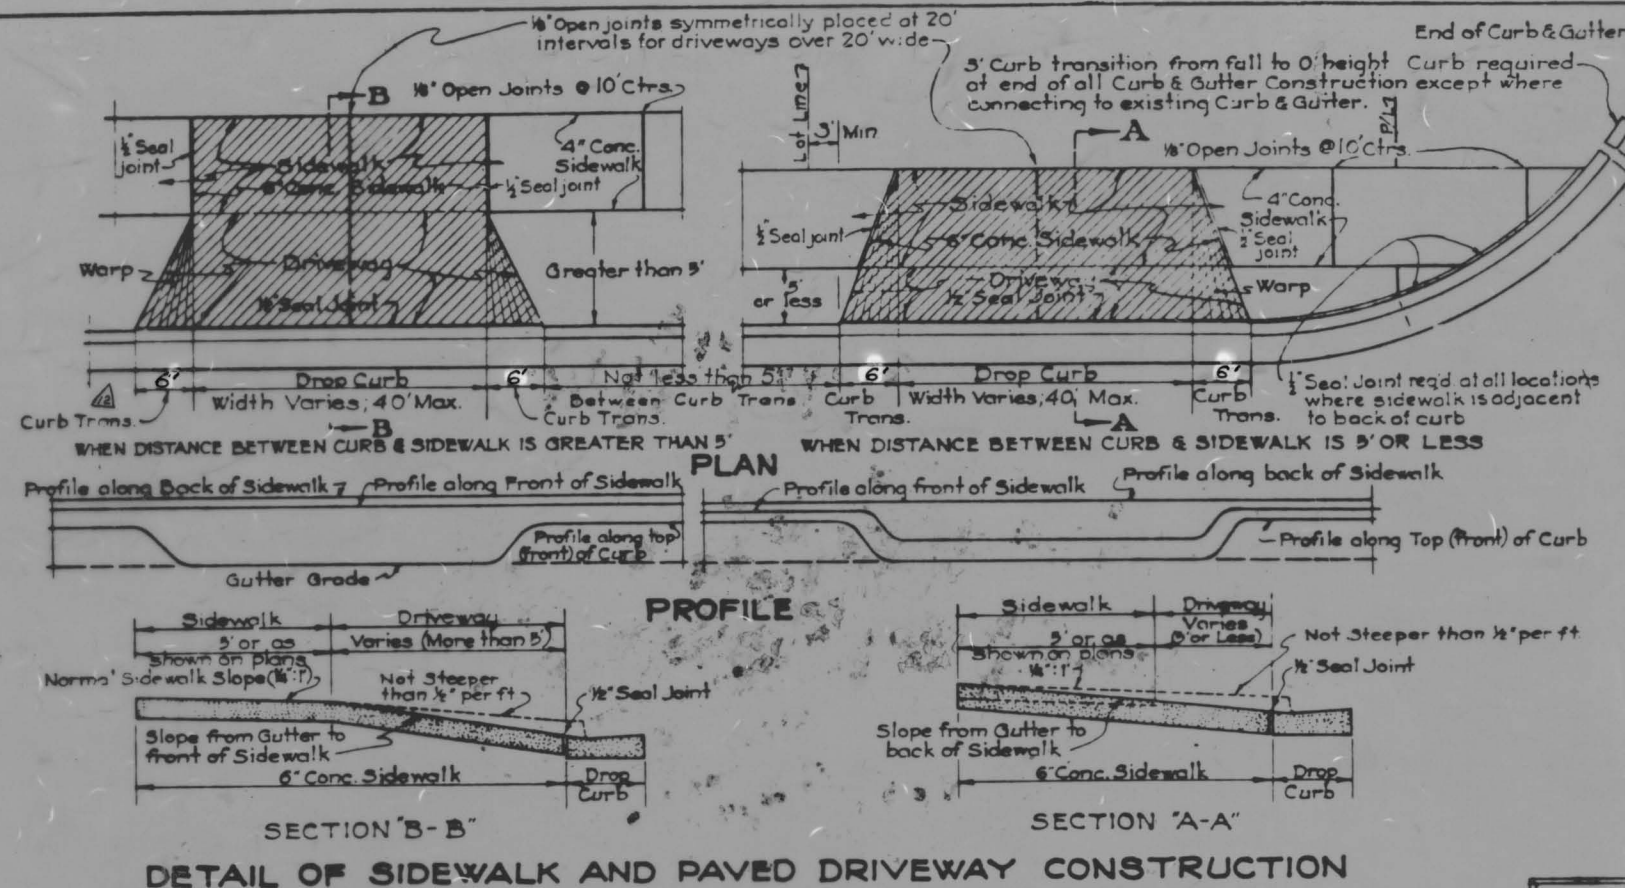 ⅛" Open joints symmetrically placed at 20'
intervals for driveways over 20' wide
End of Curb & Gutter
5' Curb transition from full to 0' height Curb required
at end of all Curb & Gutter Construction except where
connecting to existing Curb & Gutter.
B
⅛" Open Joints @ 10' Ctrs.
½" Seal
joint
Sidewalk
6" Conc. Sidewalk
4" Conc.
Sidewalk
½" Seal joint
Warp
Driveway
Greater than 5'
½" Seal Joint
6'
Drop Curb
6'
Not less than 5'
Between Curb Trans
12
Curb Trans.
Width Varies, 40' Max.
Curb Trans.
B
WHEN DISTANCE BETWEEN CURB & SIDEWALK IS GREATER THAN 5'
Lot Line
3' Min
A
P/L
⅛" Open Joints @ 10' Ctrs.
Sidewalk
4" Conc.
Sidewalk
½" Seal joint
6" Conc. Sidewalk
½" Seal
joint
5'
or less
Driveway
½" Seal Joint
Warp
6'
Drop Curb
6'
Curb
Trans.
Width Varies, 40' Max.
Curb
Trans.
½" Seal Joint req'd at all locations
where sidewalk is adjacent
to back of curb
A
WHEN DISTANCE BETWEEN CURB & SIDEWALK IS 5' OR LESS
PLAN
Profile along Back of Sidewalk
Profile along Front of Sidewalk
Profile along top
(front) of Curb
Gutter Grade
Profile along front of Sidewalk
Profile along back of Sidewalk
Profile along Top (Front) of Curb
PROFILE
Sidewalk
Driveway
5' or as
shown on plans
Varies (More than 5')
Normal Sidewalk Slope (¼":1')
Not Steeper
than ½" per ft
½" Seal Joint
Slope from Gutter to
front of Sidewalk
6" Conc. Sidewalk
Drop
Curb
SECTION "B-B"
Sidewalk
Driveway
5' or as
shown on plans
Varies
(5' or Less)
¼":1'
Not Steeper than ½" per ft
½" Seal Joint
Slope from Gutter to
back of Sidewalk
6" Conc. Sidewalk
Drop
Curb
SECTION "A-A"
DETAIL OF SIDEWALK AND PAVED DRIVEWAY CONSTRUCTION